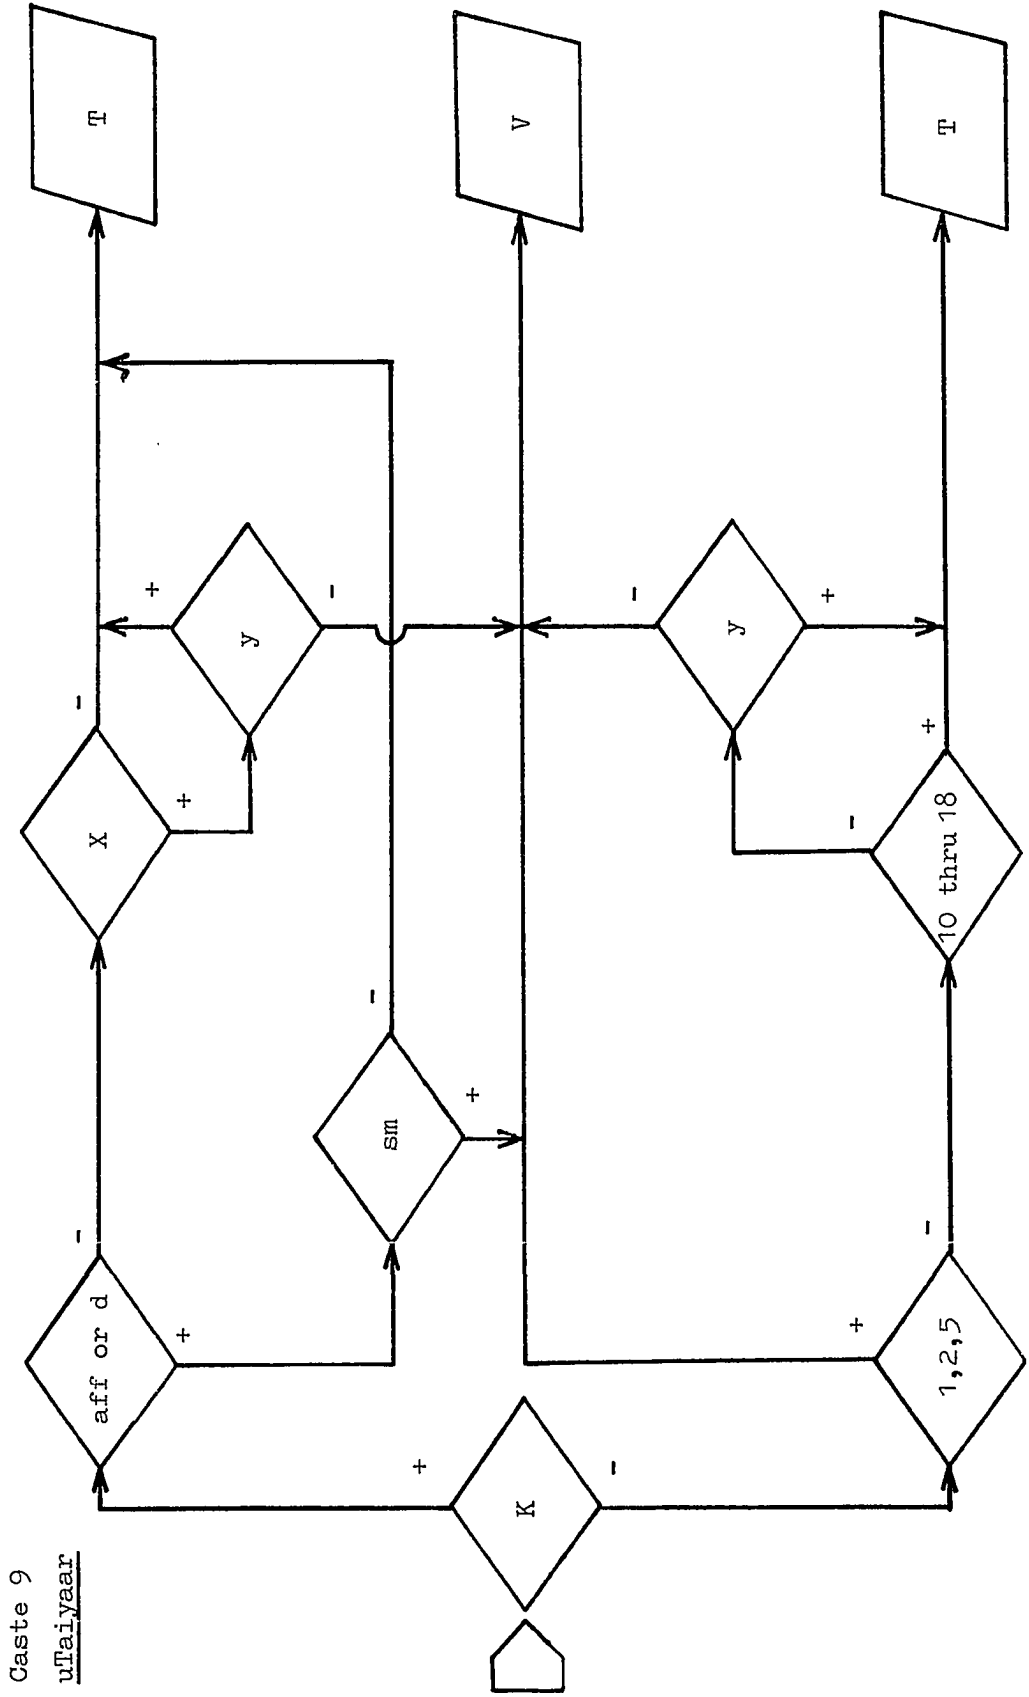 Caste 9
uTaiyaar
K
+
-
aff or d
-
+
X
-
+
y
+
-
sm
-
+
1,2,5
+
-
10 thru 18
-
+
y
-
+
T
V
T